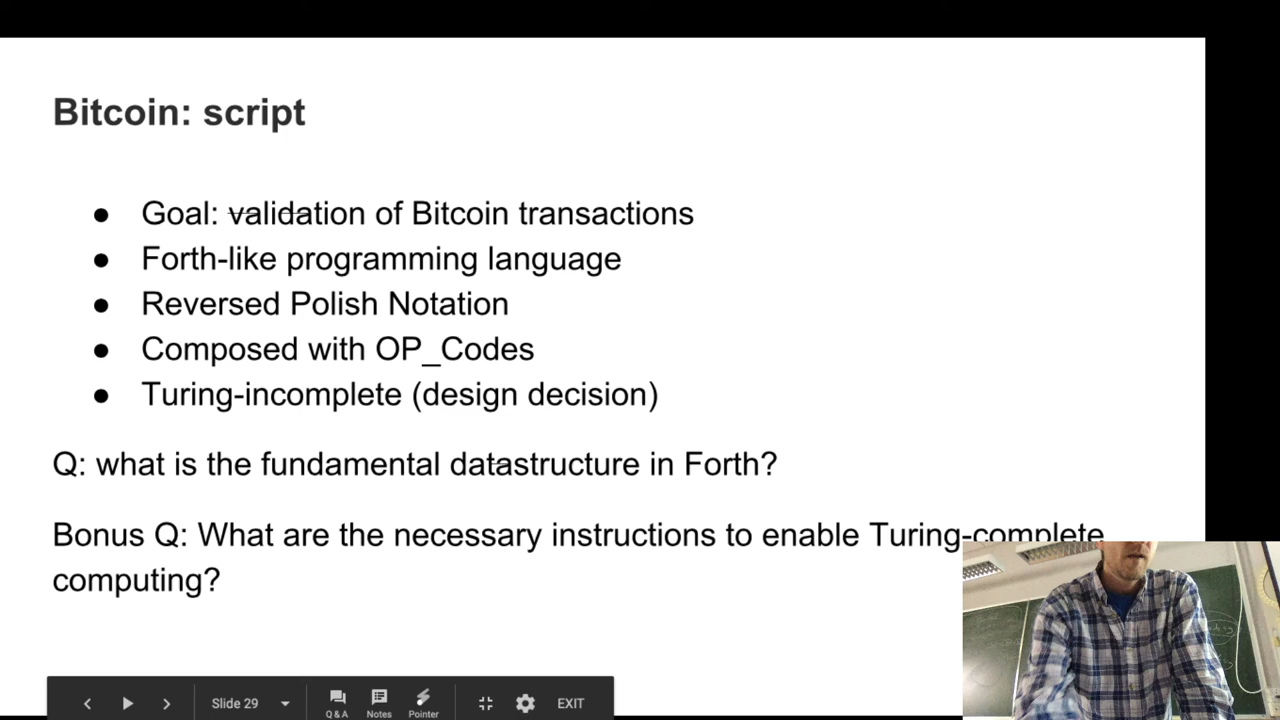 Bitcoin: script
● Goal: validation of Bitcoin transactions
● Forth-like programming language
● Reversed Polish Notation
● Composed with OP_Codes
● Turing-incomplete (design decision)
Q: what is the fundamental datastructure in Forth?
Bonus Q: What are the necessary instructions to enable Turing-complete
computing?
Slide 29
Q&A Notes Pointer
EXIT